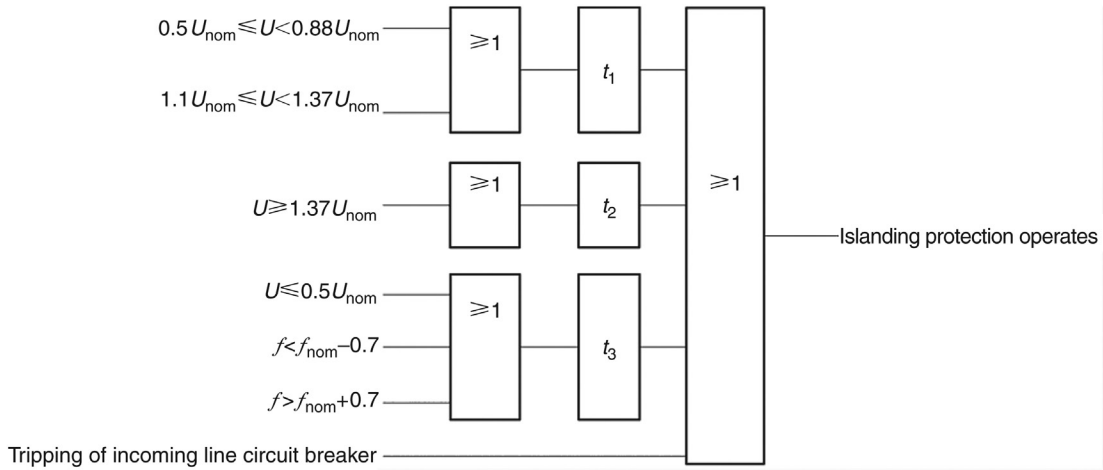 0.5Uₙₒₘ⩽U<0.88Uₙₒₘ
⩾1
t₁
1.1Uₙₒₘ⩽U<1.37Uₙₒₘ
⩾1
U⩾1.37Uₙₒₘ
t₂
⩾1
Islanding protection operates
U⩽0.5Uₙₒₘ
⩾1
f<fₙₒₘ−0.7
t₃
f>fₙₒₘ+0.7
Tripping of incoming line circuit breaker